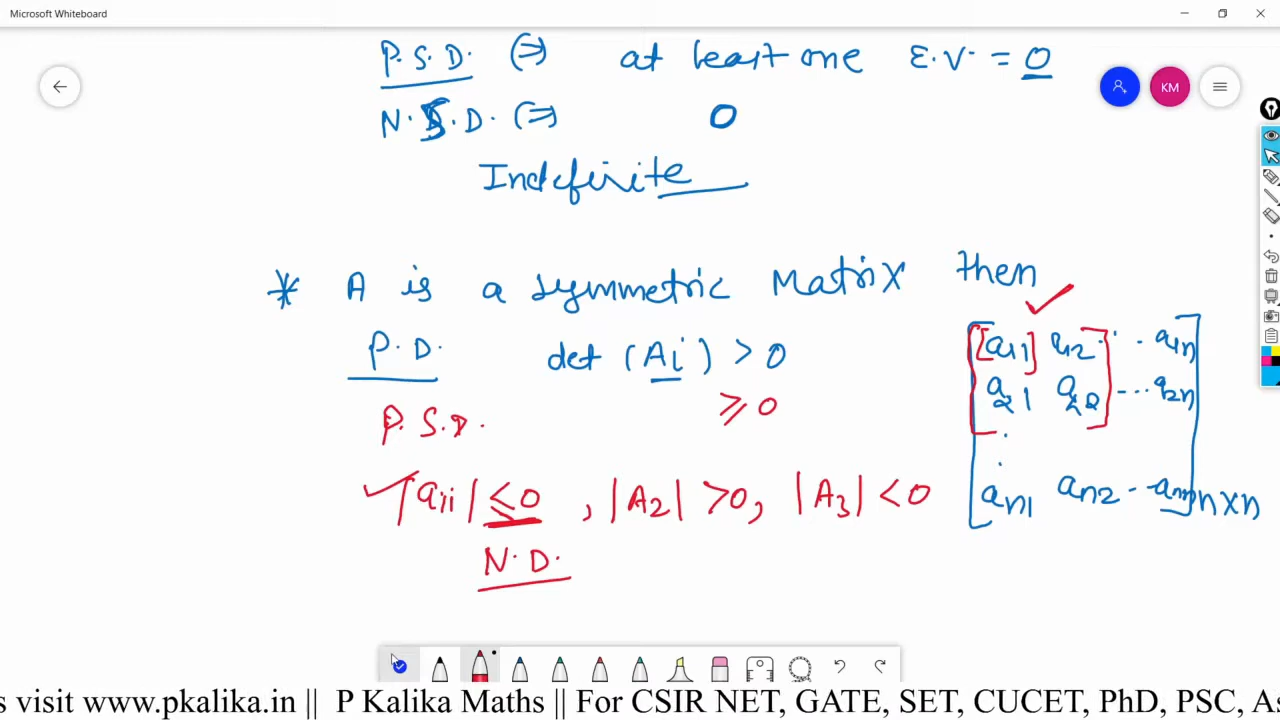 Microsoft Whiteboard
P.S.D. (⇒ at least one E.V. = 0
KM
N.S.D. (⇒ 0
Indefinite
* A is a symmetric Matrix then
P.D. det (Ai) > 0
P.S.D. ⩾ 0
[a11] a12 . . . a1n
a21 a22 ... a2n
.
.
an1 an2 .. ann n×n
|aii| ≤ 0 , |A2| > 0, |A3| < 0
N.D.
s visit www.pkalika.in || P Kalika Maths || For CSIR NET, GATE, SET, CUCET, PhD, PSC, As